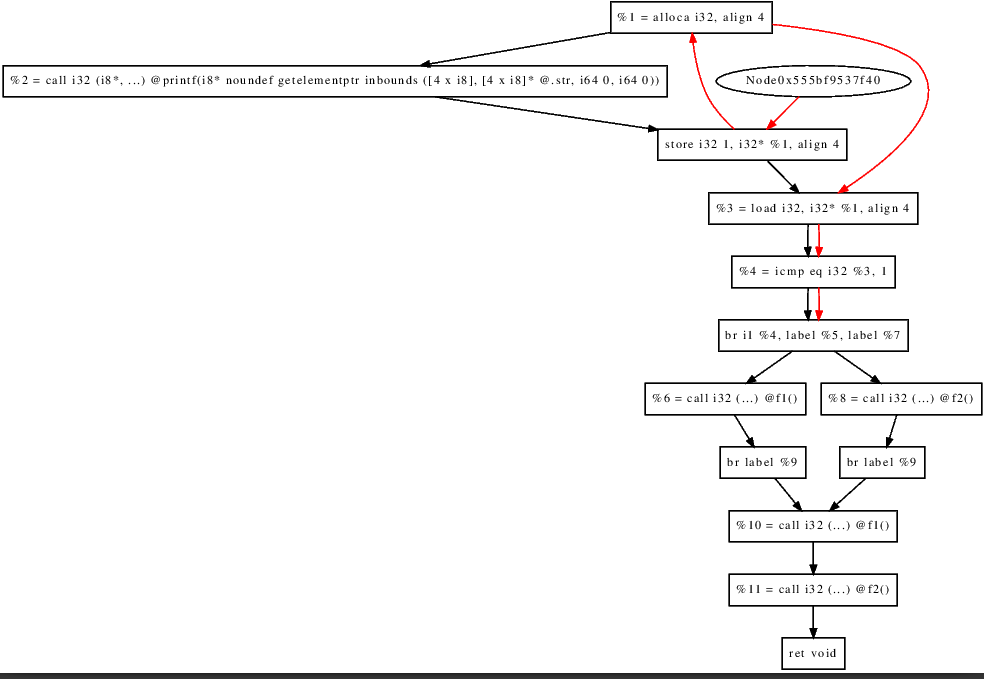 %1 = alloca i32, align 4
%2 = call i32 (i8*, ...) @printf(i8* noundef getelementptr inbounds ([4 x i8], [4 x i8]* @.str, i64 0, i64 0))
Node0x555bf9537f40
store i32 1, i32* %1, align 4
%3 = load i32, i32* %1, align 4
%4 = icmp eq i32 %3, 1
br i1 %4, label %5, label %7
%6 = call i32 (...) @f1()
%8 = call i32 (...) @f2()
br label %9
br label %9
%10 = call i32 (...) @f1()
%11 = call i32 (...) @f2()
ret void